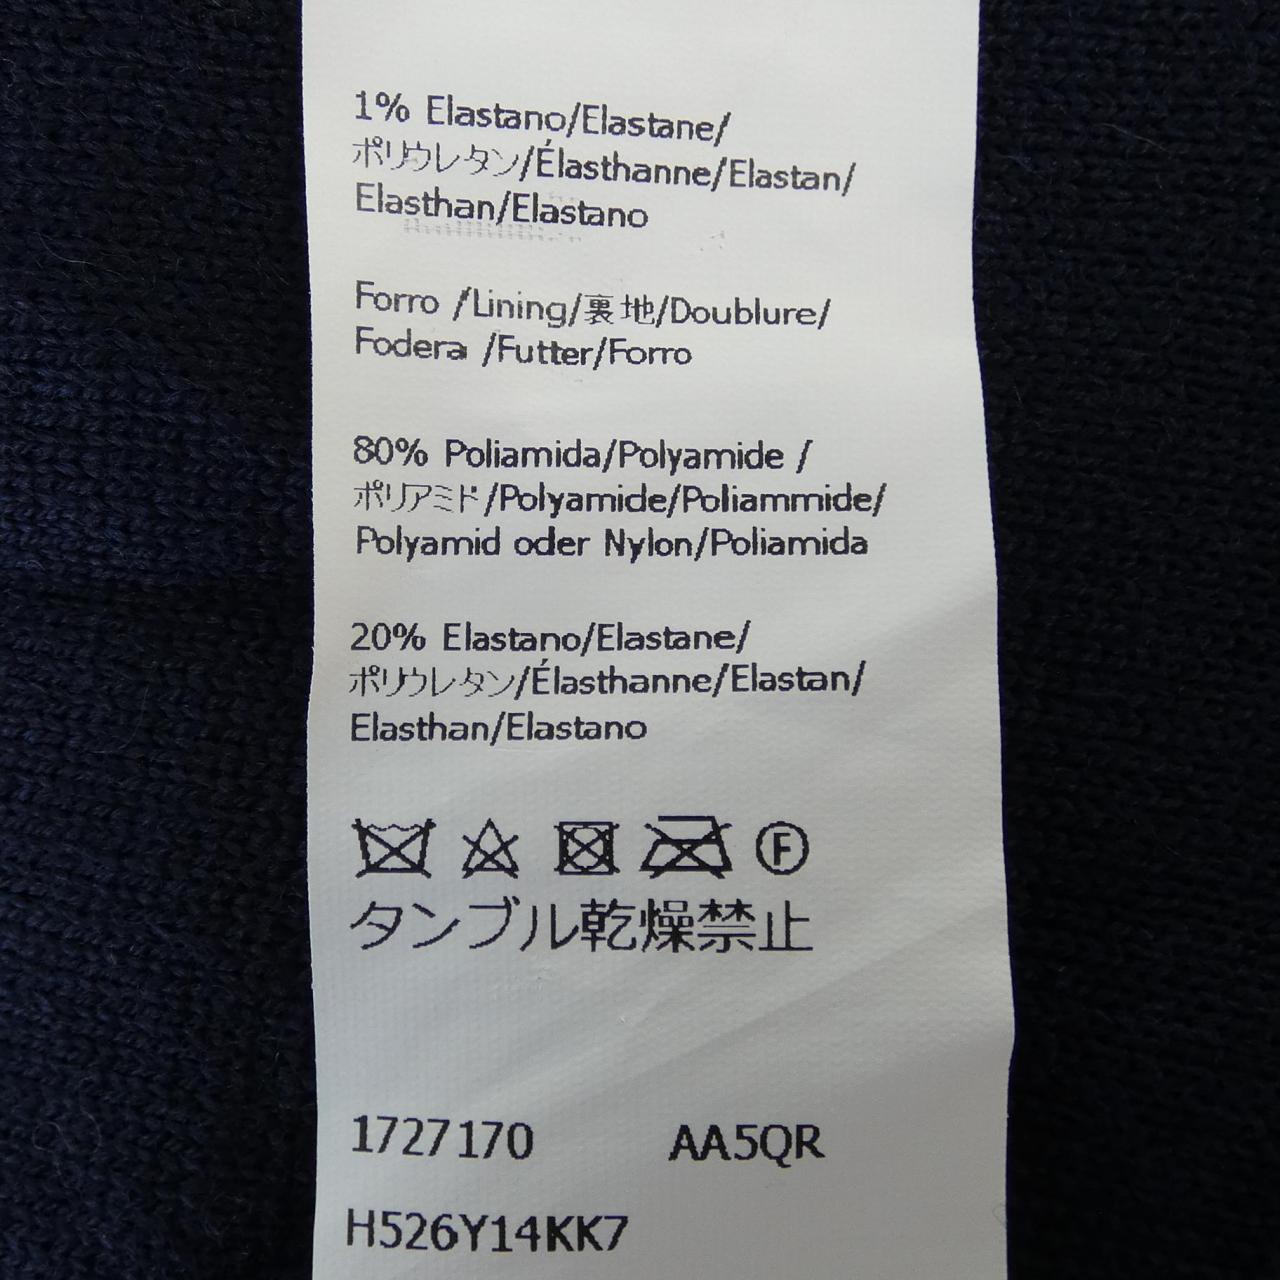 1% Elastano/Elastane/
ポリウレタン/Élasthanne/Elastan/
Elasthan/Elastano
Forro /Lining/裏地/Doublure/
Fodera /Futter/Forro
80% Poliamida/Polyamide /
ポリアミド/Polyamide/Poliammide/
Polyamid oder Nylon/Poliamida
20% Elastano/Elastane/
ポリウレタン/Élasthanne/Elastan/
Elasthan/Elastano
F
タンブル乾燥禁止
1727170 AA5QR
H526Y14KK7